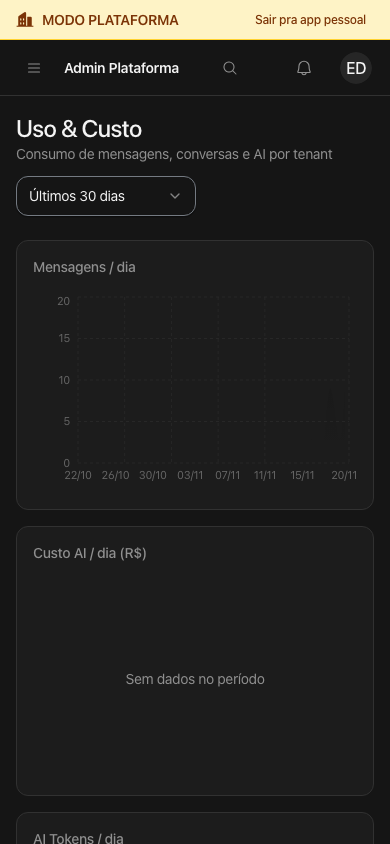 MODO PLATAFORMA
Sair pra app pessoal
Admin Plataforma
ED
Uso & Custo
Consumo de mensagens, conversas e AI por tenant
Últimos 30 dias
Mensagens / dia
20
15
10
5
0
22/10 26/10 30/10 03/11 07/11 11/11 15/11 20/11
Custo AI / dia (R$)
Sem dados no período
AI Tokens / dia